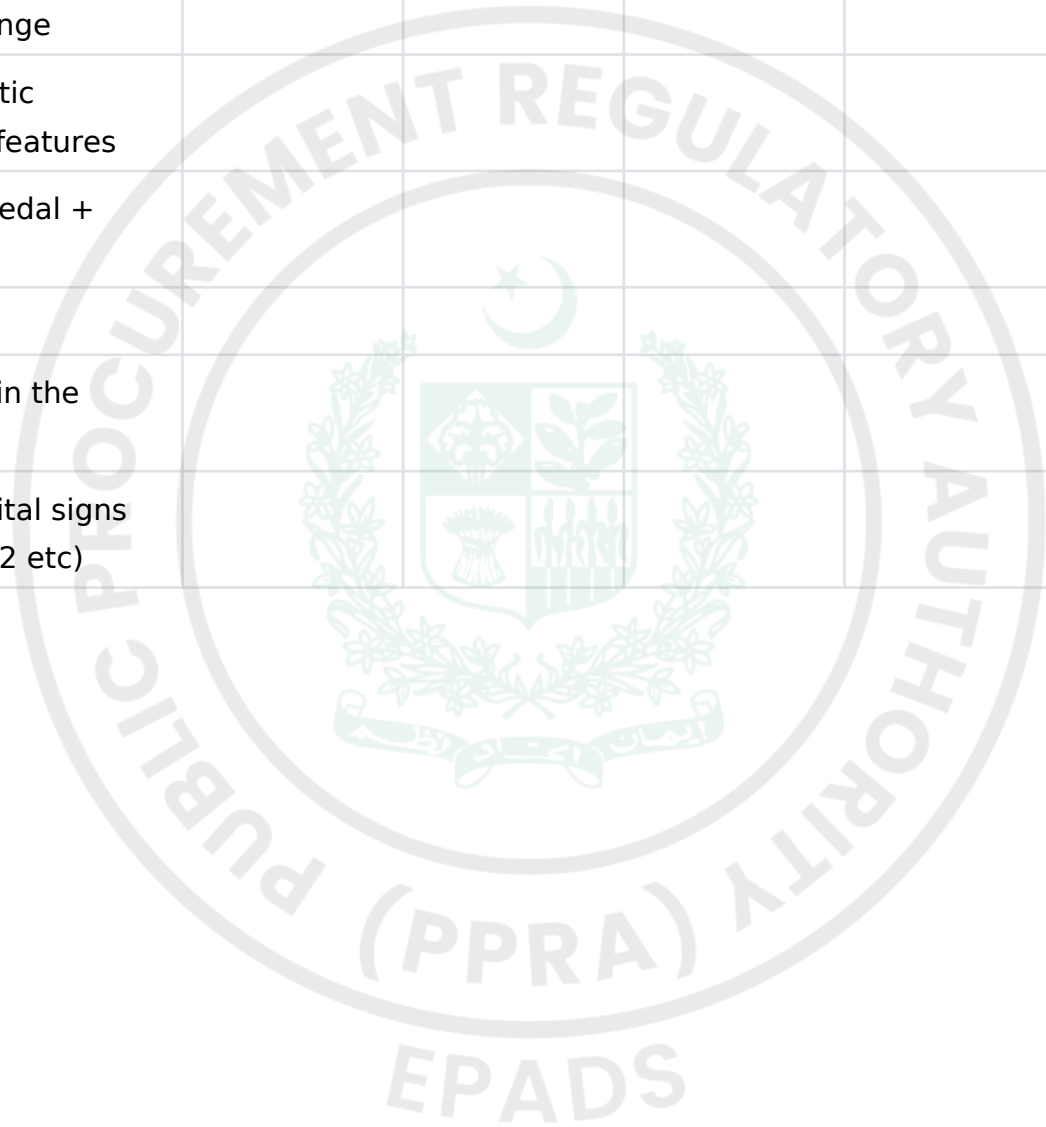 nge
tic
features
edal +
in the
ital signs
2 etc)
PUBLIC PROCUREMENT REGULATORY AUTHORITY
(PPRA)
EPADS